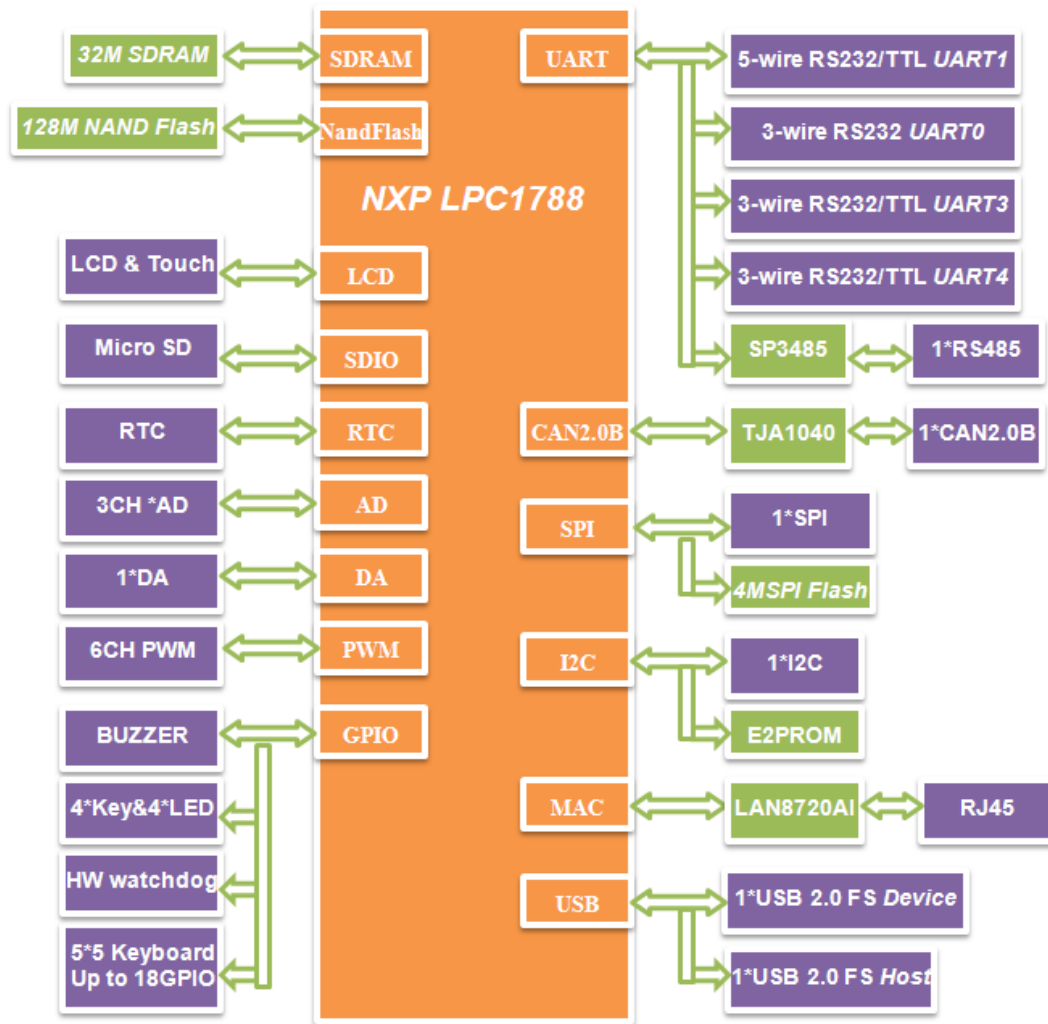 32M SDRAM
128M NAND Flash
LCD & Touch
Micro SD
RTC
3CH *AD
1*DA
6CH PWM
BUZZER
4*Key&4*LED
HW watchdog
5*5 Keyboard
Up to 18GPIO
SDRAM
NandFlash
NXP LPC1788
LCD
SDIO
RTC
AD
DA
PWM
GPIO
UART
CAN2.0B
SPI
I2C
MAC
USB
5-wire RS232/TTL UART1
3-wire RS232 UART0
3-wire RS232/TTL UART3
3-wire RS232/TTL UART4
SP3485
1*RS485
TJA1040
1*CAN2.0B
1*SPI
4MSPI Flash
1*I2C
E2PROM
LAN8720AI
RJ45
1*USB 2.0 FS Device
1*USB 2.0 FS Host